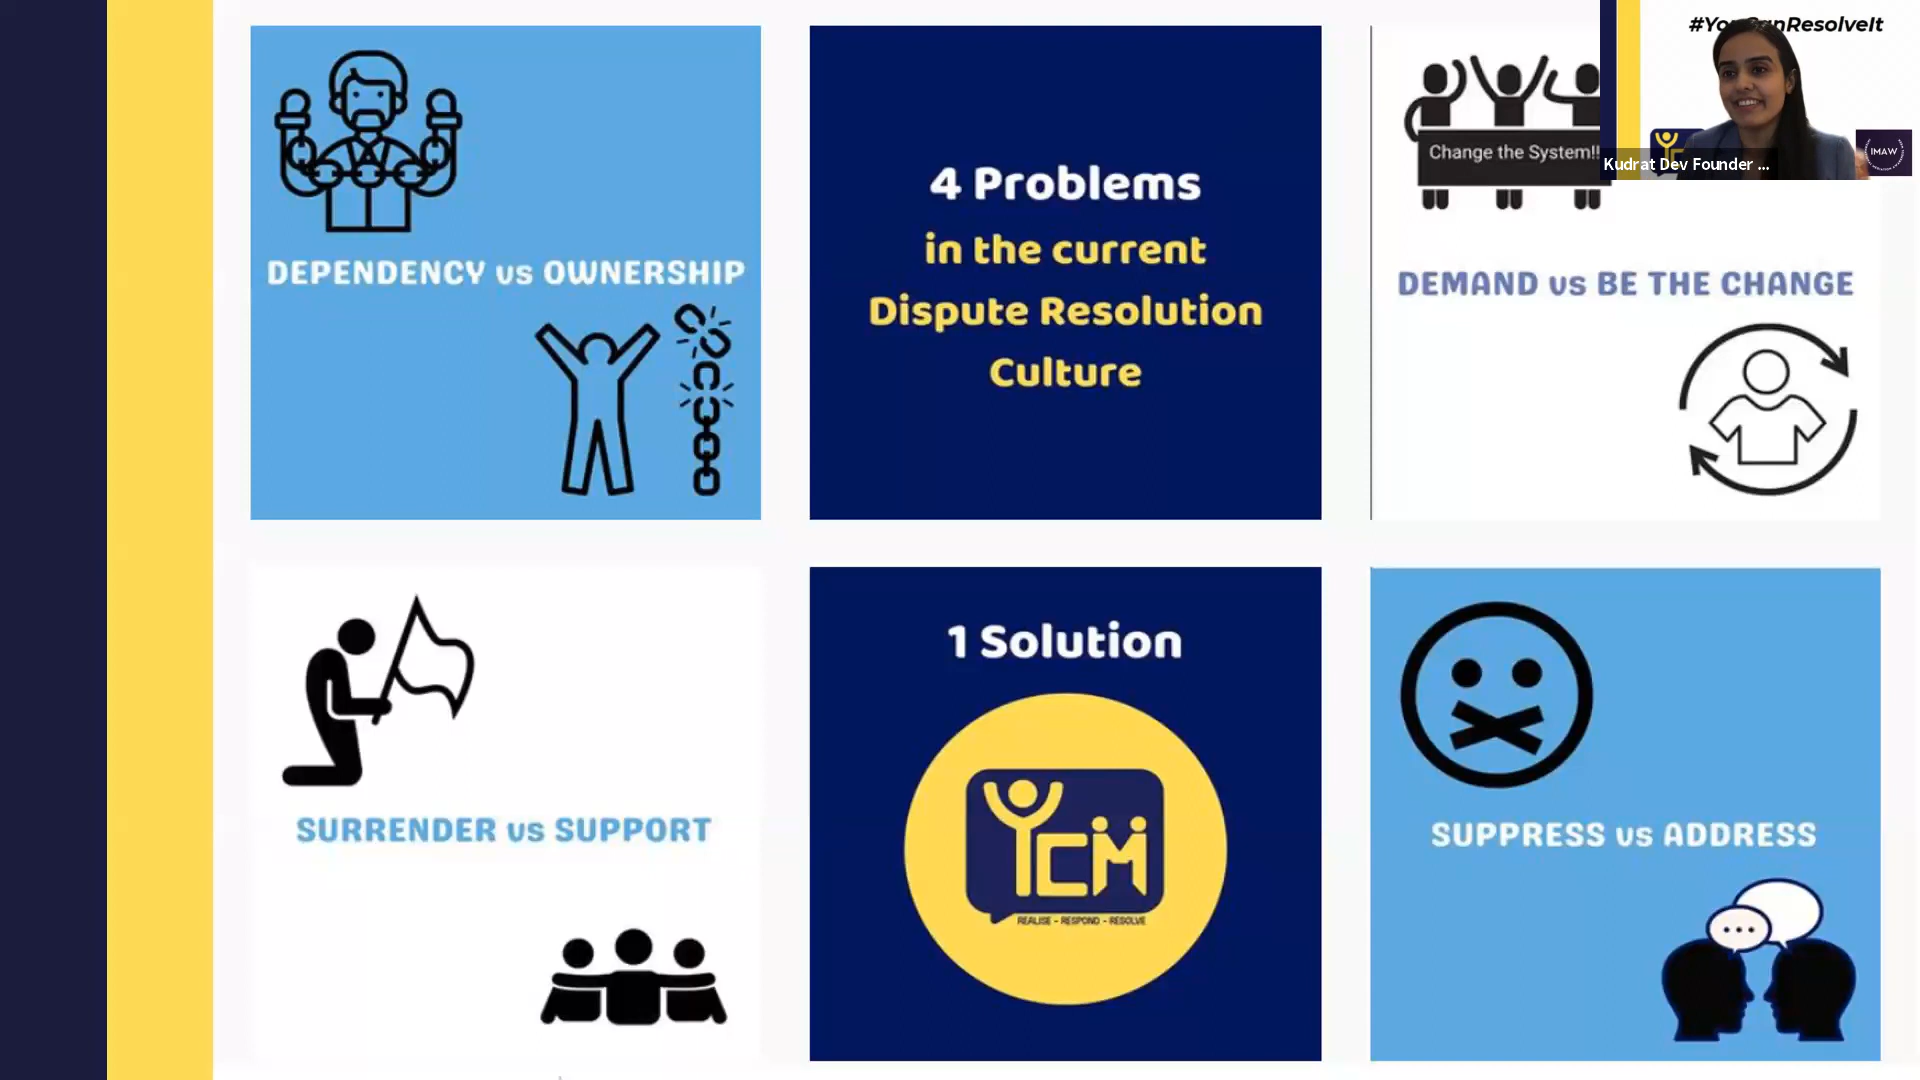 DEPENDENCY vs OWNERSHIP
4 Problems
in the current
Dispute Resolution
Culture
Change the System!!
DEMAND vs BE THE CHANGE
Kudrat Dev Founder ...
IMAW
SURRENDER vs SUPPORT
1 Solution
YCM
REALISE - RESPOND - RESOLVE
SUPPRESS vs ADDRESS